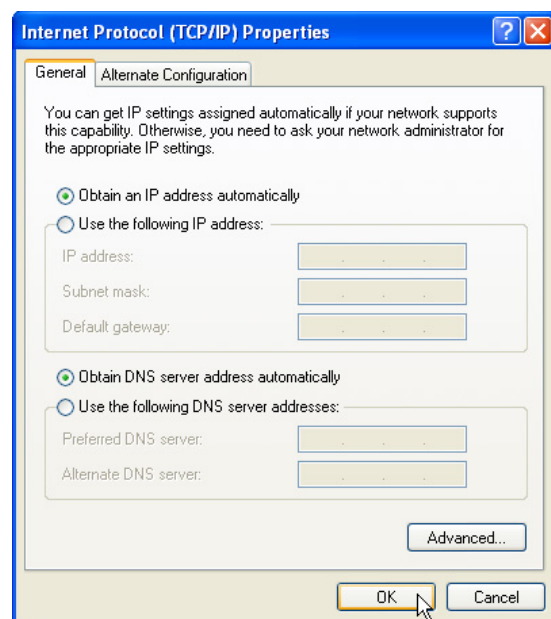 Internet Protocol (TCP/IP) Properties
General
Alternate Configuration
You can get IP settings assigned automatically if your network supports
this capability. Otherwise, you need to ask your network administrator for
the appropriate IP settings.
Obtain an IP address automatically
Use the following IP address:
IP address:
Subnet mask:
Default gateway:
Obtain DNS server address automatically
Use the following DNS server addresses:
Preferred DNS server:
Alternate DNS server:
Advanced...
OK
Cancel